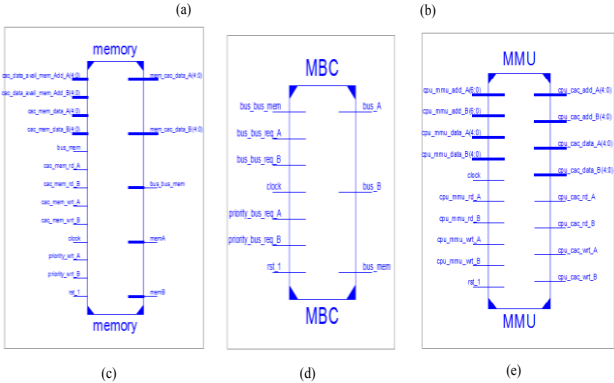 (a)
(b)
memory
cac_data_avail_mem_Add_A(4:0)
mem_cac_data_A(4:0)
cac_data_avail_mem_Add_B(4:0)
cac_mem_data_A(4:0)
cac_mem_data_B(4:0)
mem_cac_data_B(4:0)
bus_mem
cac_mem_rd_A
cac_mem_rd_B
bus_bus_mem
cac_mem_wrt_A
cac_mem_wrt_B
clock
memA
priority_wrt_A
priority_wrt_B
rst_1
memB
memory
(c)
MBC
bus_bus_mem
bus_A
bus_bus_req_A
bus_bus_req_B
clock
bus_B
priority_bus_req_A
priority_bus_req_B
rst_1
bus_mem
MBC
(d)
MMU
cpu_mmu_add_A(6:0)
cpu_cac_add_A(4:0)
cpu_mmu_add_B(6:0)
cpu_cac_add_B(4:0)
cpu_mmu_data_A(4:0)
cpu_cac_data_A(4:0)
cpu_mmu_data_B(4:0)
cpu_cac_data_B(4:0)
clock
cpu_mmu_rd_A
cpu_cac_rd_A
cpu_mmu_rd_B
cpu_cac_rd_B
cpu_mmu_wrt_A
cpu_cac_wrt_A
cpu_mmu_wrt_B
cpu_cac_wrt_B
rst_1
MMU
(e)